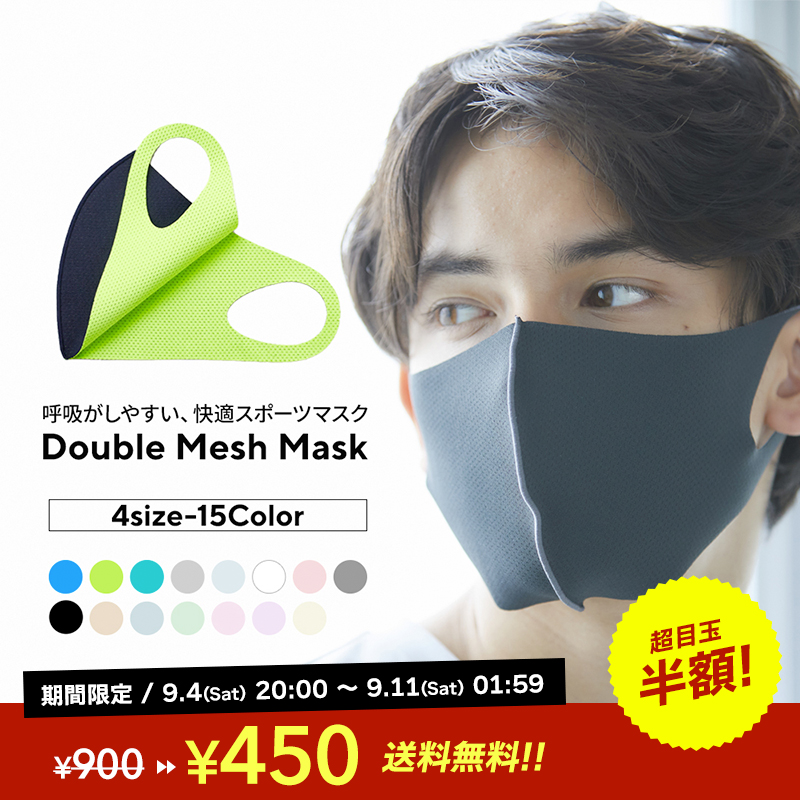 呼吸がしやすい、快適スポーツマスク
Double Mesh Mask
4size-15Color
超目玉
半額!
期間限定 / 9.4(Sat) 20:00 〜 9.11(Sat) 01:59
¥900 ▸▸ ¥450 送料無料!!